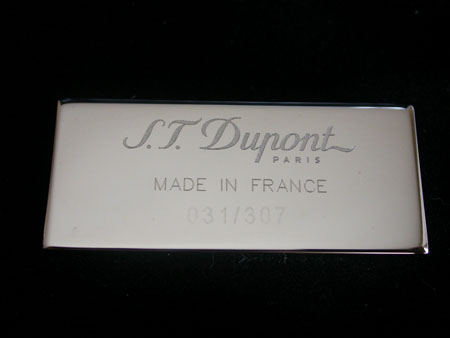 S.T. Dupont
PARIS
MADE IN FRANCE
031/307